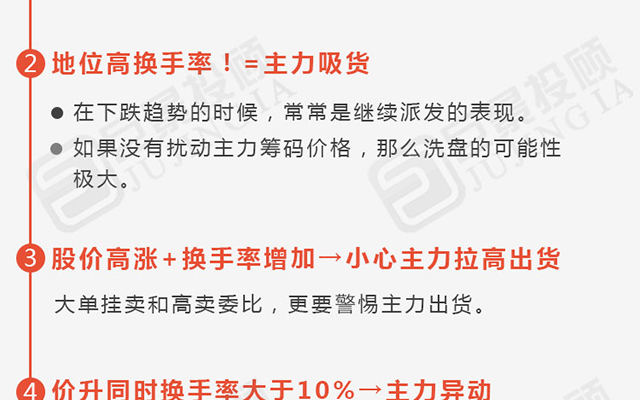 2 地位高换手率！=主力吸货
● 在下跌趋势的时候，常常是继续派发的表现。
● 如果没有扰动主力筹码价格，那么洗盘的可能性
极大。
3 股价高涨+换手率增加→小心主力拉高出货
大单挂卖和高卖委比，更要警惕主力出货。
4 价升同时换手率大于10%→主力异动